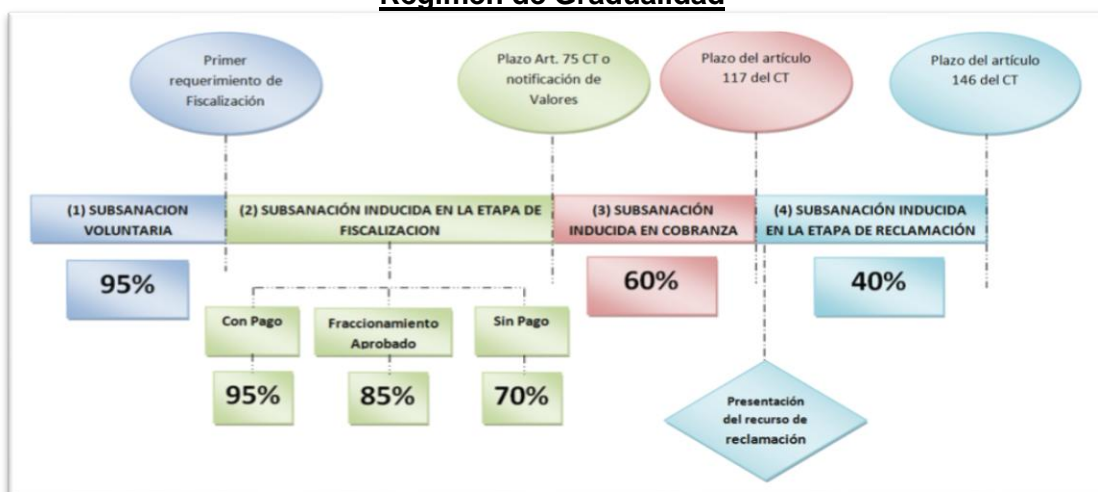 Régimen de Gradualidad
Primer
requerimiento de
Fiscalización
Plazo Art. 75 CT o
notificación de
Valores
Plazo del artículo
117 del CT
Plazo del artículo
146 del CT
(1) SUBSANACION
VOLUNTARIA
(2) SUBSANACIÓN INDUCIDA EN LA ETAPA DE
FISCALIZACION
(3) SUBSANACIÓN
INDUCIDA EN COBRANZA
(4) SUBSANACIÓN INDUCIDA
EN LA ETAPA DE RECLAMACIÓN
95%
60%
40%
Con Pago
Fraccionamiento
Aprobado
Sin Pago
95%
85%
70%
Presentación
del recurso de
reclamación